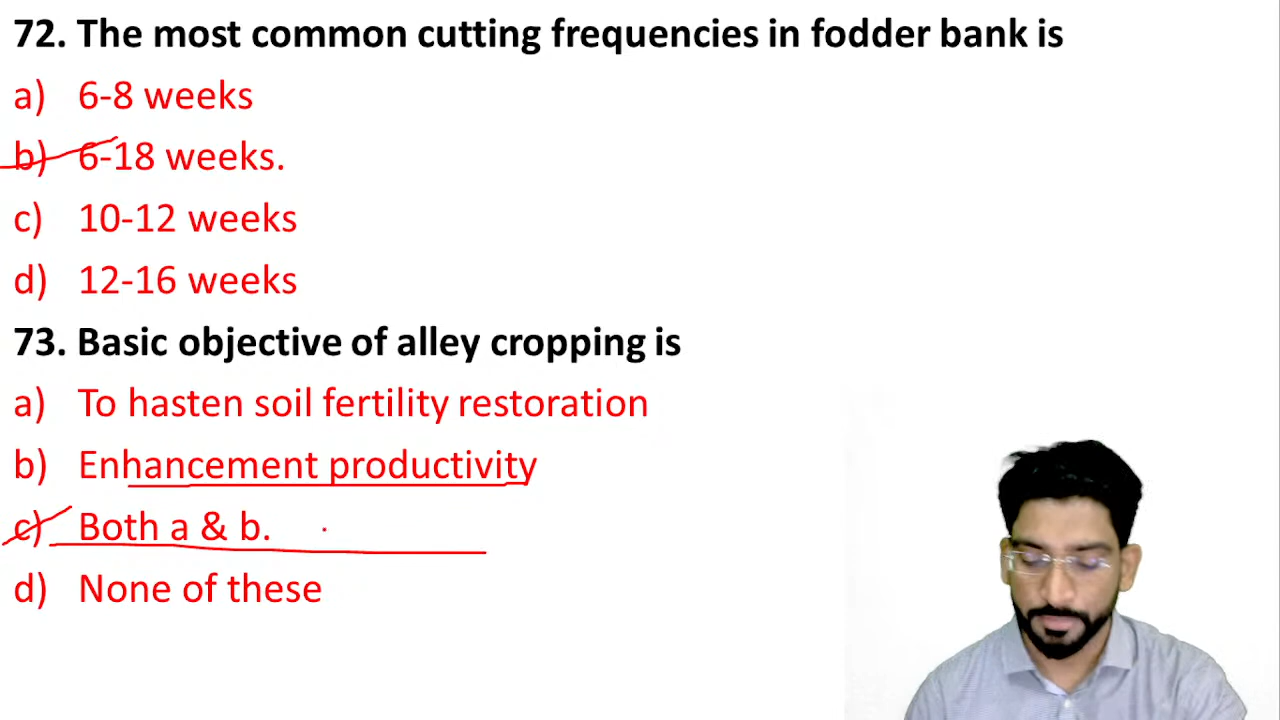 72. The most common cutting frequencies in fodder bank is
a) 6-8 weeks
b) 6-18 weeks.
c) 10-12 weeks
d) 12-16 weeks
73. Basic objective of alley cropping is
a) To hasten soil fertility restoration
b) Enhancement productivity
c) Both a & b.
d) None of these